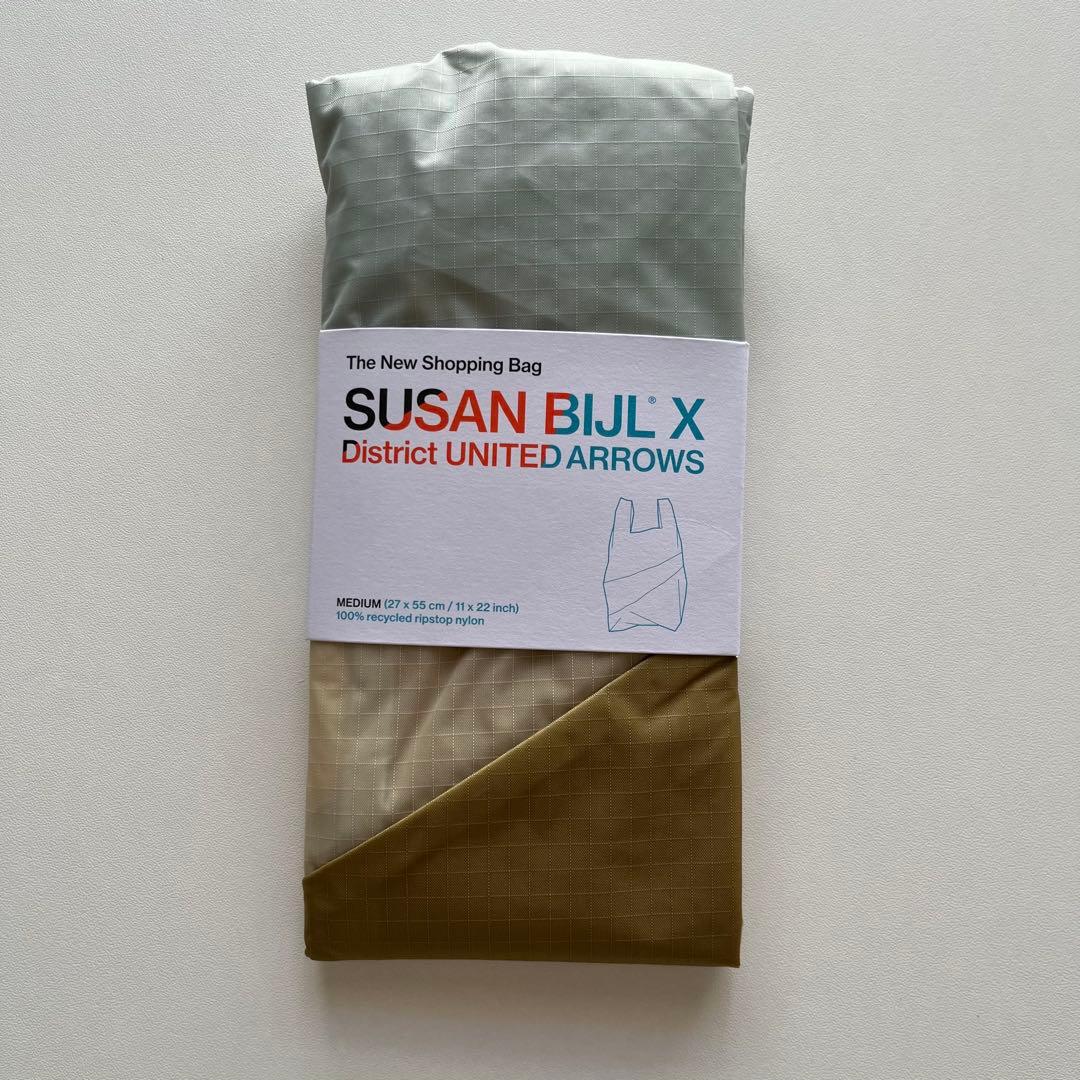 The New Shopping Bag
SUSAN BIJL® X
District UNITED ARROWS
MEDIUM (27 x 55 cm / 11 x 22 inch)
100% recycled ripstop nylon